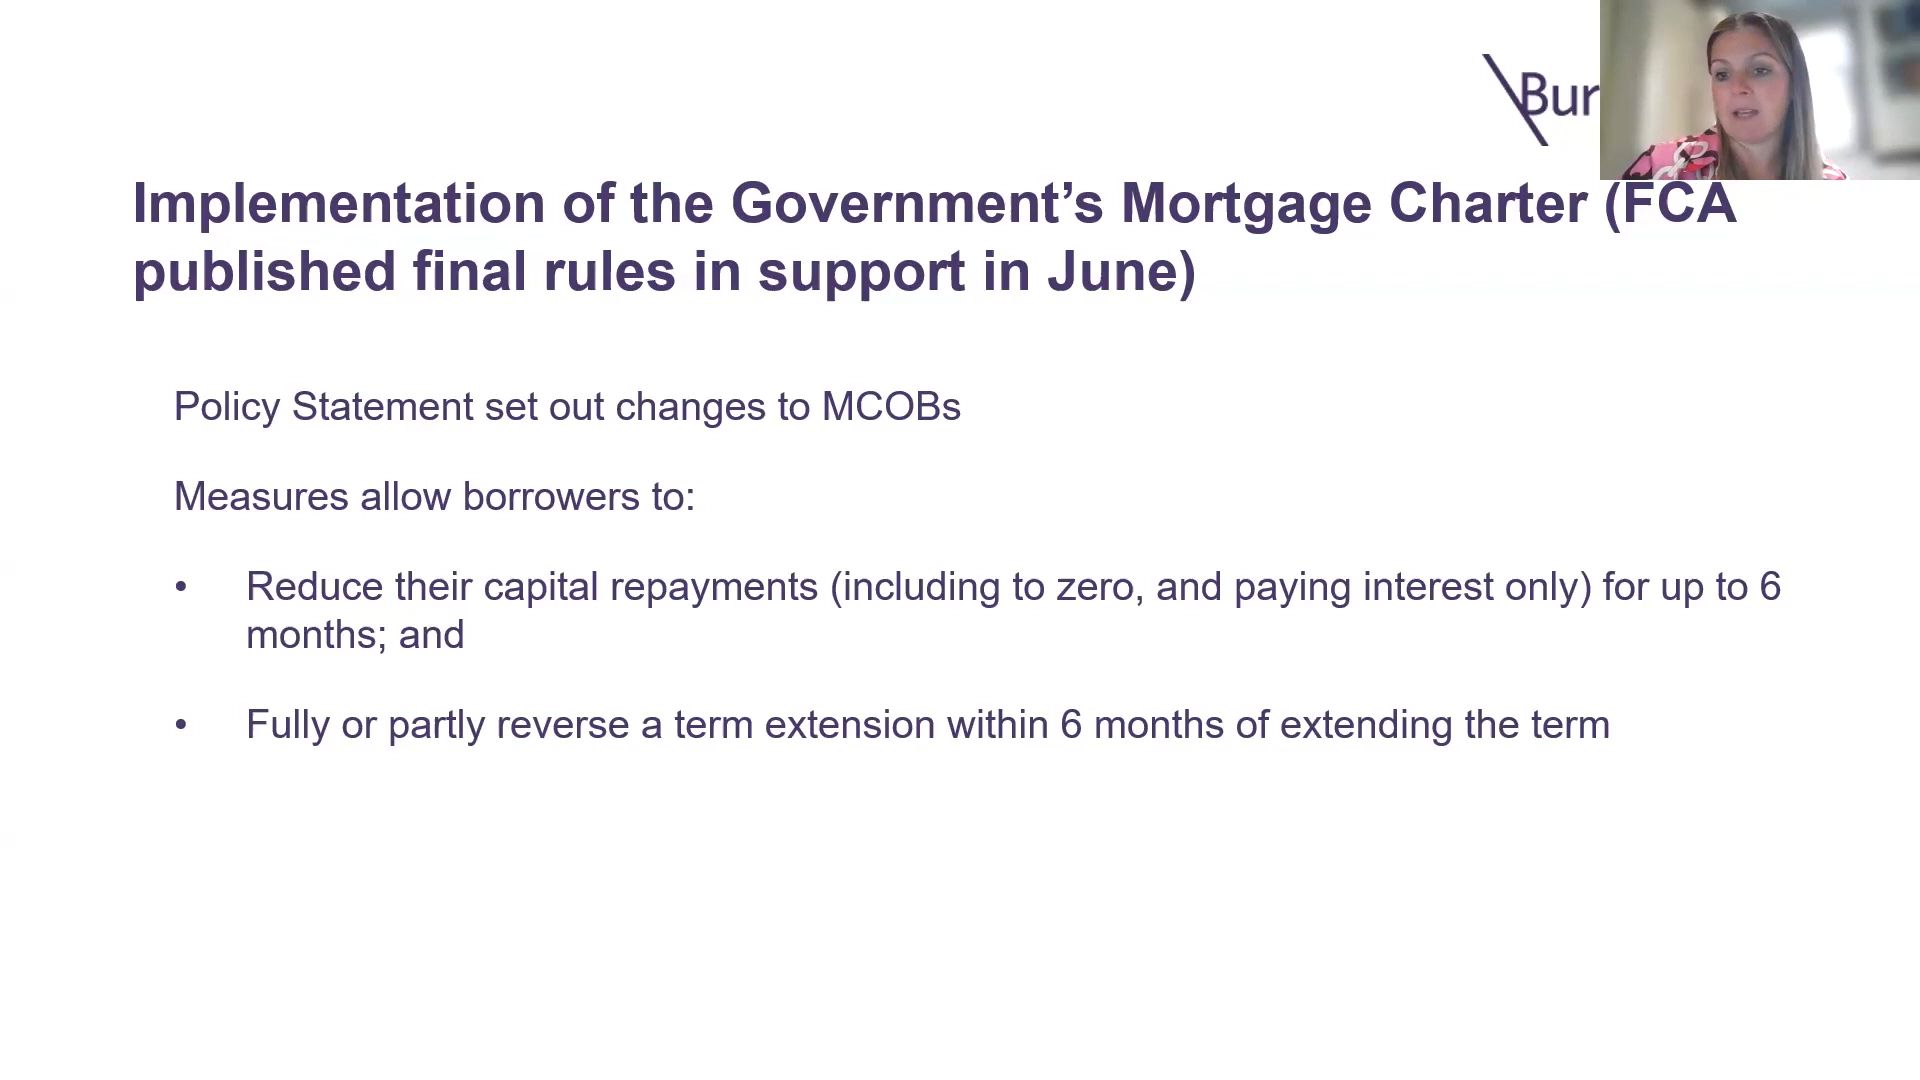 Bur
Implementation of the Government’s Mortgage Charter (FCA
published final rules in support in June)
Policy Statement set out changes to MCOBs
Measures allow borrowers to:
• Reduce their capital repayments (including to zero, and paying interest only) for up to 6
months; and
• Fully or partly reverse a term extension within 6 months of extending the term